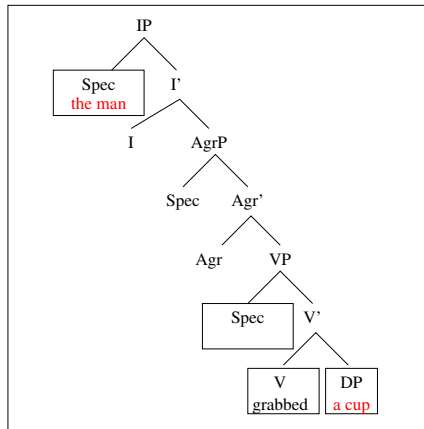 IP
Spec I’
the man
I AgrP
Spec Agr’
Agr VP
Spec V’
V DP
grabbed a cup